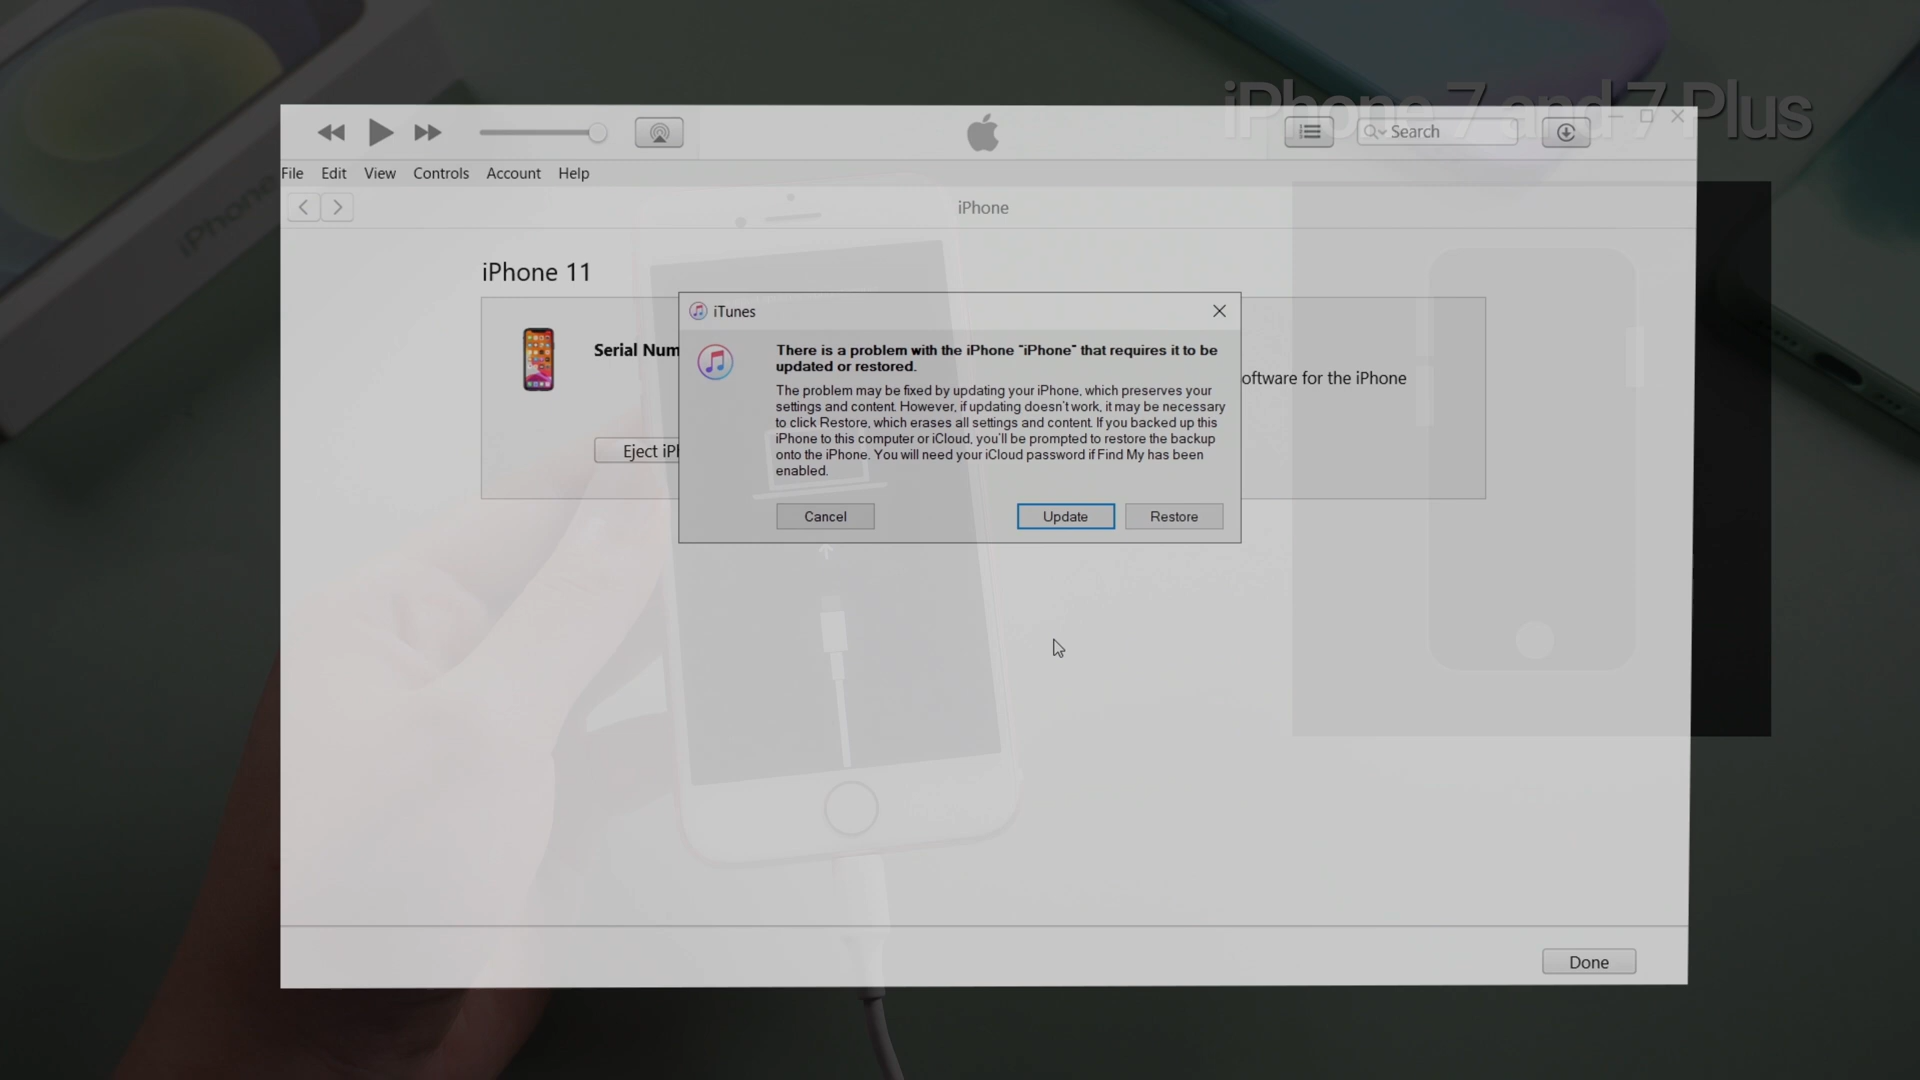 iPhone 7 and 7 Plus
iPhone
Search
File Edit View Controls Account Help
iPhone
iPhone 11
iTunes
Serial Num
There is a problem with the iPhone "iPhone" that requires it to be
updated or restored.
oftware for the iPhone
The problem may be fixed by updating your iPhone, which preserves your
settings and content. However, if updating doesn't work, it may be necessary
to click Restore, which erases all settings and content. If you backed up this
iPhone to this computer or iCloud, you'll be prompted to restore the backup
onto the iPhone. You will need your iCloud password if Find My has been
enabled.
Eject iPh
Cancel Update Restore
Done